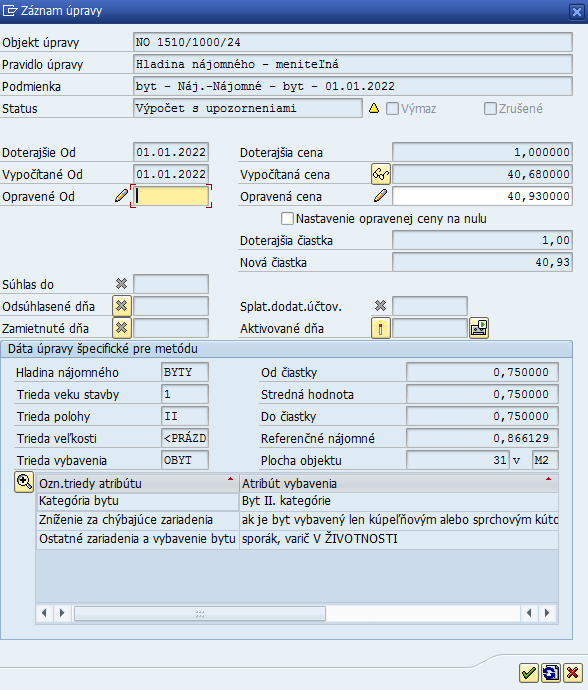 Záznam úpravy
Objekt úpravy NO 1510/1000/24
Pravidlo úpravy Hladina nájomného - meniteľná
Podmienka byt - Náj.-Nájomné - byt - 01.01.2022
Status Výpočet s upozorneniami Výmaz Zrušené
Doterajšie Od 01.01.2022 Doterajšia cena 1,000000
Vypočítané Od 01.01.2022 Vypočítaná cena 40,680000
Opravené Od Opravená cena 40,930000
Nastavenie opravenej ceny na nulu
Doterajšia čiastka 1,00
Nová čiastka 40,93
Súhlas do
Odsúhlasené dňa Splat.dodat.účtov.
Zamietnuté dňa Aktivované dňa
Dáta úpravy špecifické pre metódu
Hladina nájomného BYTY Od čiastky 0,750000
Trieda veku stavby 1 Stredná hodnota 0,750000
Trieda polohy II Do čiastky 0,750000
Trieda veľkosti <PRÁZD Referenčné nájomné 0,866129
Trieda vybavenia OBYT Plocha objektu 31 v M2
Ozn.triedy atribútu Atribút vybavenia
Kategória bytu Byt II. kategórie
Zníženie za chýbajúce zariadenia ak je byt vybavený len kúpeľňovým alebo sprchovým kúto
Ostatné zariadenia a vybavenie bytu sporák, varič V ŽIVOTNOSTI